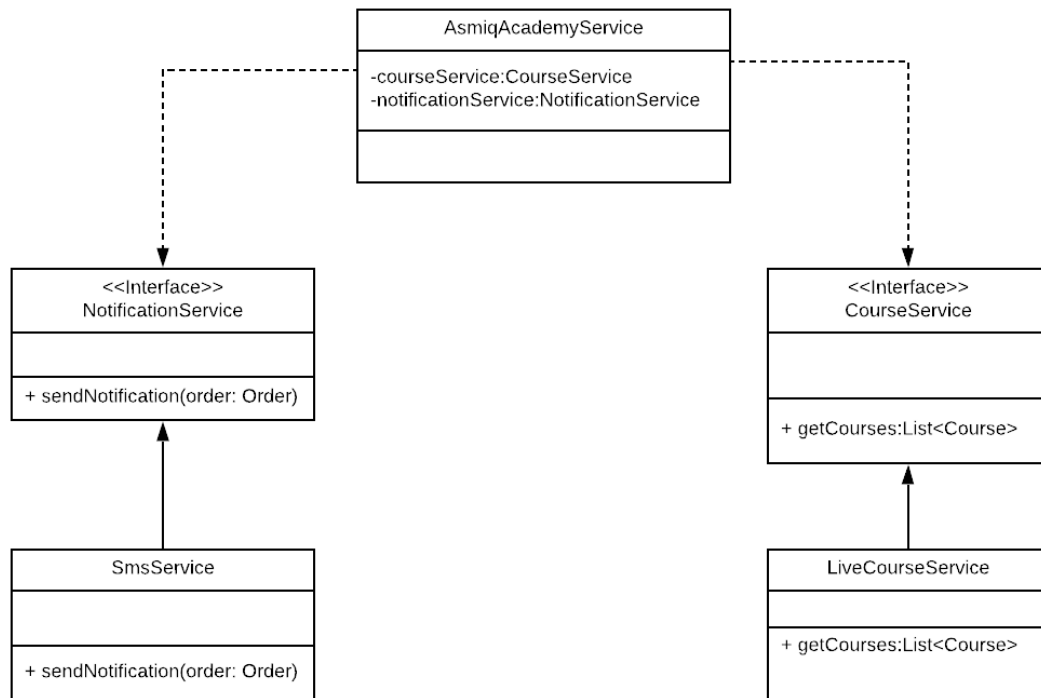 AsmiqAcademyService
-courseService:CourseService
-notificationService:NotificationService
<<Interface>>
NotificationService
+ sendNotification(order: Order)
<<Interface>>
CourseService
+ getCourses:List<Course>
SmsService
+ sendNotification(order: Order)
LiveCourseService
+ getCourses:List<Course>